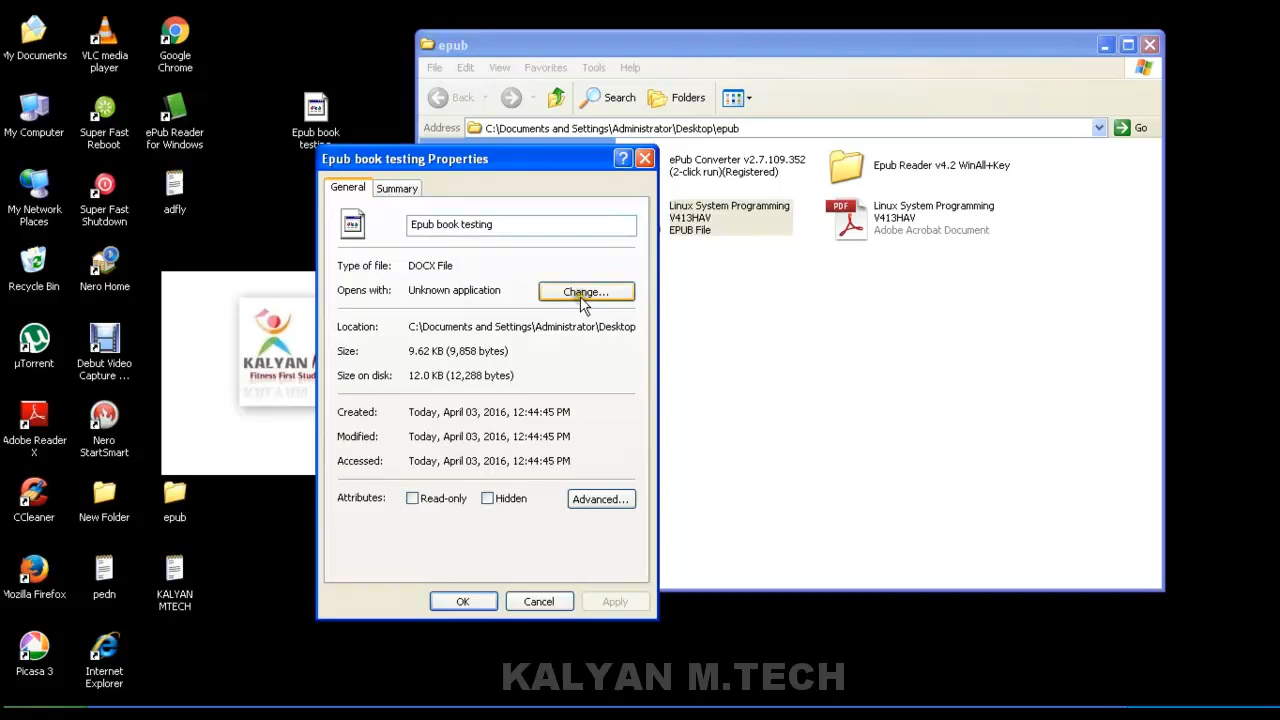 My Documents
VLC media
player
Google
Chrome
My Computer
Super Fast
Reboot
ePub Reader
for Windows
Epub book
testing
My Network
Places
Super Fast
Shutdown
adfly
Recycle Bin
Nero Home
µTorrent
Debut Video
Capture ...
KALYAN
Fitness First Stud
Adobe Reader
X
Nero
StartSmart
CCleaner
New Folder
epub
Mozilla Firefox
pedn
KALYAN
MTECH
Picasa 3
Internet
Explorer
epub
File Edit View Favorites Tools Help
Back Search Folders
Address C:\Documents and Settings\Administrator\Desktop\epub Go
ePub Converter v2.7.109.352
(2-click run)(Registered)
Epub Reader v4.2 WinAll+Key
Linux System Programming
V413HAV
EPUB File
PDF
Linux System Programming
V413HAV
Adobe Acrobat Document
Epub book testing Properties
General Summary
Epub book testing
Type of file: DOCX File
Opens with: Unknown application Change...
Location: C:\Documents and Settings\Administrator\Desktop
Size: 9.62 KB (9,858 bytes)
Size on disk: 12.0 KB (12,288 bytes)
Created: Today, April 03, 2016, 12:44:45 PM
Modified: Today, April 03, 2016, 12:44:45 PM
Accessed: Today, April 03, 2016, 12:44:45 PM
Attributes: Read-only Hidden Advanced...
OK Cancel Apply
KALYAN M.TECH